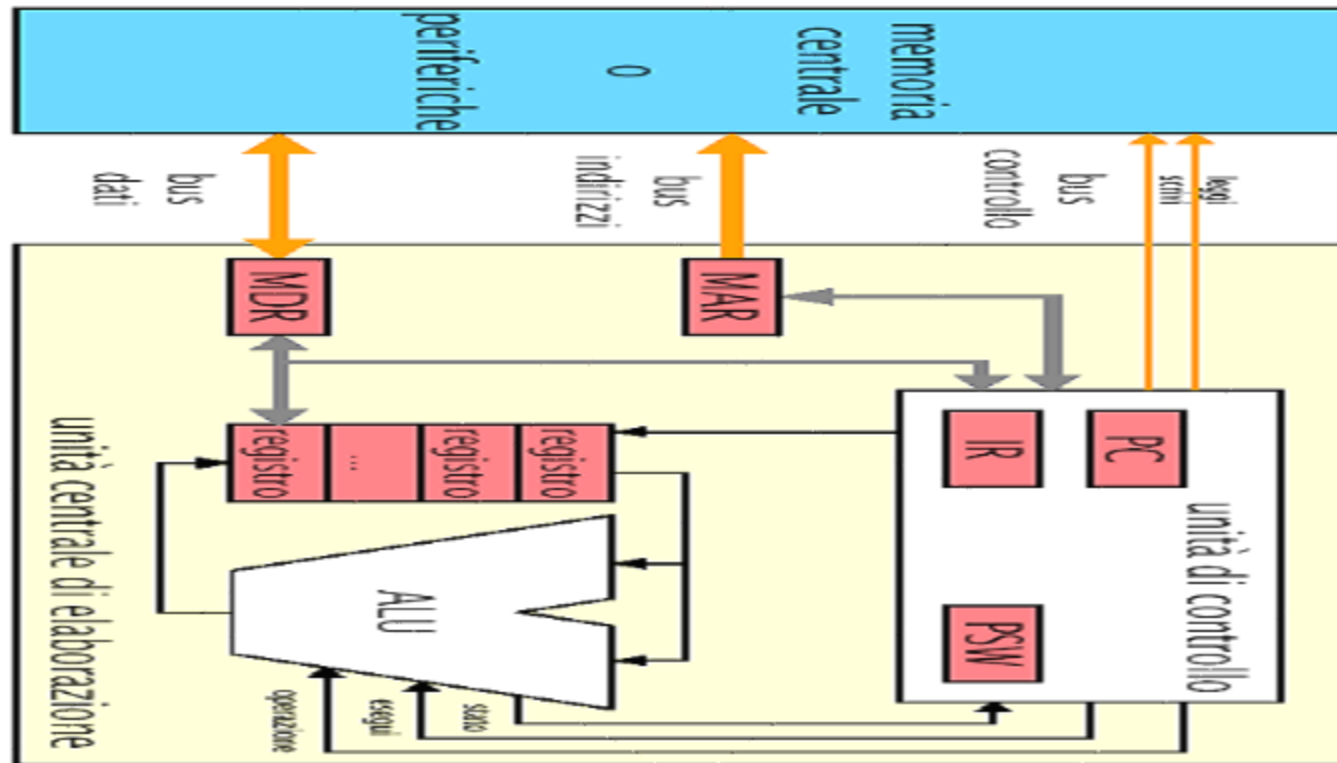 memoria
centrale
o
periferiche
leggi
scrivi
bus
controllo
bus
indirizzi
bus
dati
MAR
MDR
PC
IR
unità di controllo
PSW
registro
registro
...
registro
ALU
stato
esegui
operazione
unità centrale di elaborazione